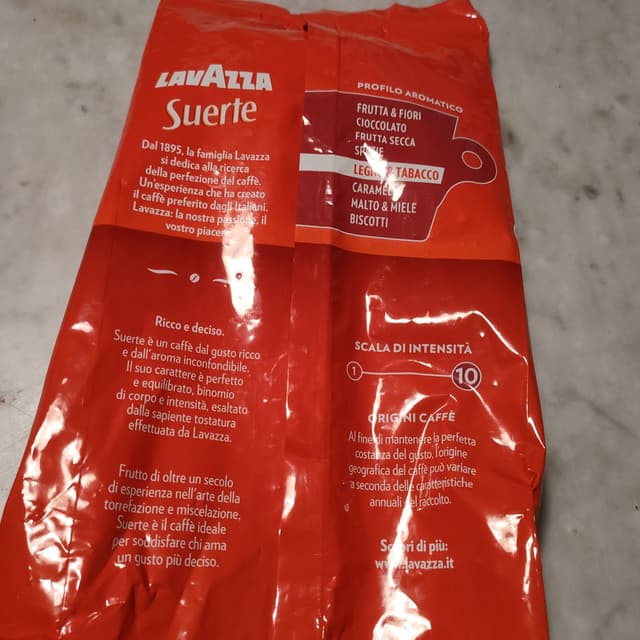 LAVAZZA
Suerte
Dal 1895, la famiglia Lavazza
si dedica alla ricerca
della perfezione del caffè.
Un'esperienza che ha creato
il caffè preferito dagli Italiani.
Lavazza: la nostra passione, il
vostro piacere
Ricco e deciso.
Suerte è un caffè dal gusto ricco
e dall'aroma inconfondibile.
Il suo carattere è perfetto
e equilibrato, binomio
di corpo e intensità, esaltato
dalla sapiente tostatura
effettuata da Lavazza.
Frutto di oltre un secolo
di esperienza nell'arte della
torrefazione e miscelazione,
Suerte è il caffè ideale
per soddisfare chi ama
un gusto più deciso.
PROFILO AROMATICO
FRUTTA & FIORI
CIOCCOLATO
FRUTTA SECCA
SPEZIE
LEGNO & TABACCO
CARAMELLO
MALTO & MIELE
BISCOTTI
SCALA DI INTENSITÀ
1
10
ORIGINI CAFFÈ
Al fine di mantenere la perfetta
costanza del gusto, l'origine
geografica del caffè può variare
a seconda delle caratteristiche
annuali del raccolto.
Scopri di più:
www.lavazza.it